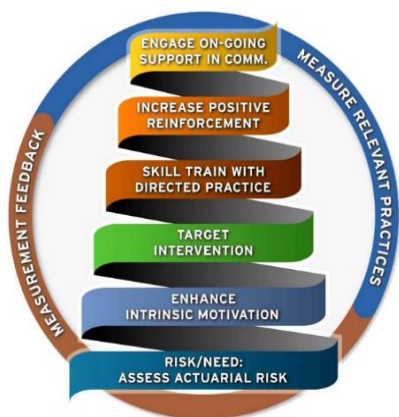 ENGAGE ON-GOING
SUPPORT IN COMM.
INCREASE POSITIVE
REINFORCEMENT
SKILL TRAIN WITH
DIRECTED PRACTICE
TARGET
INTERVENTION
ENHANCE
INTRINSIC MOTIVATION
RISK/NEED:
ASSESS ACTUARIAL RISK
MEASUREMENT FEEDBACK
MEASURE RELEVANT PRACTICES